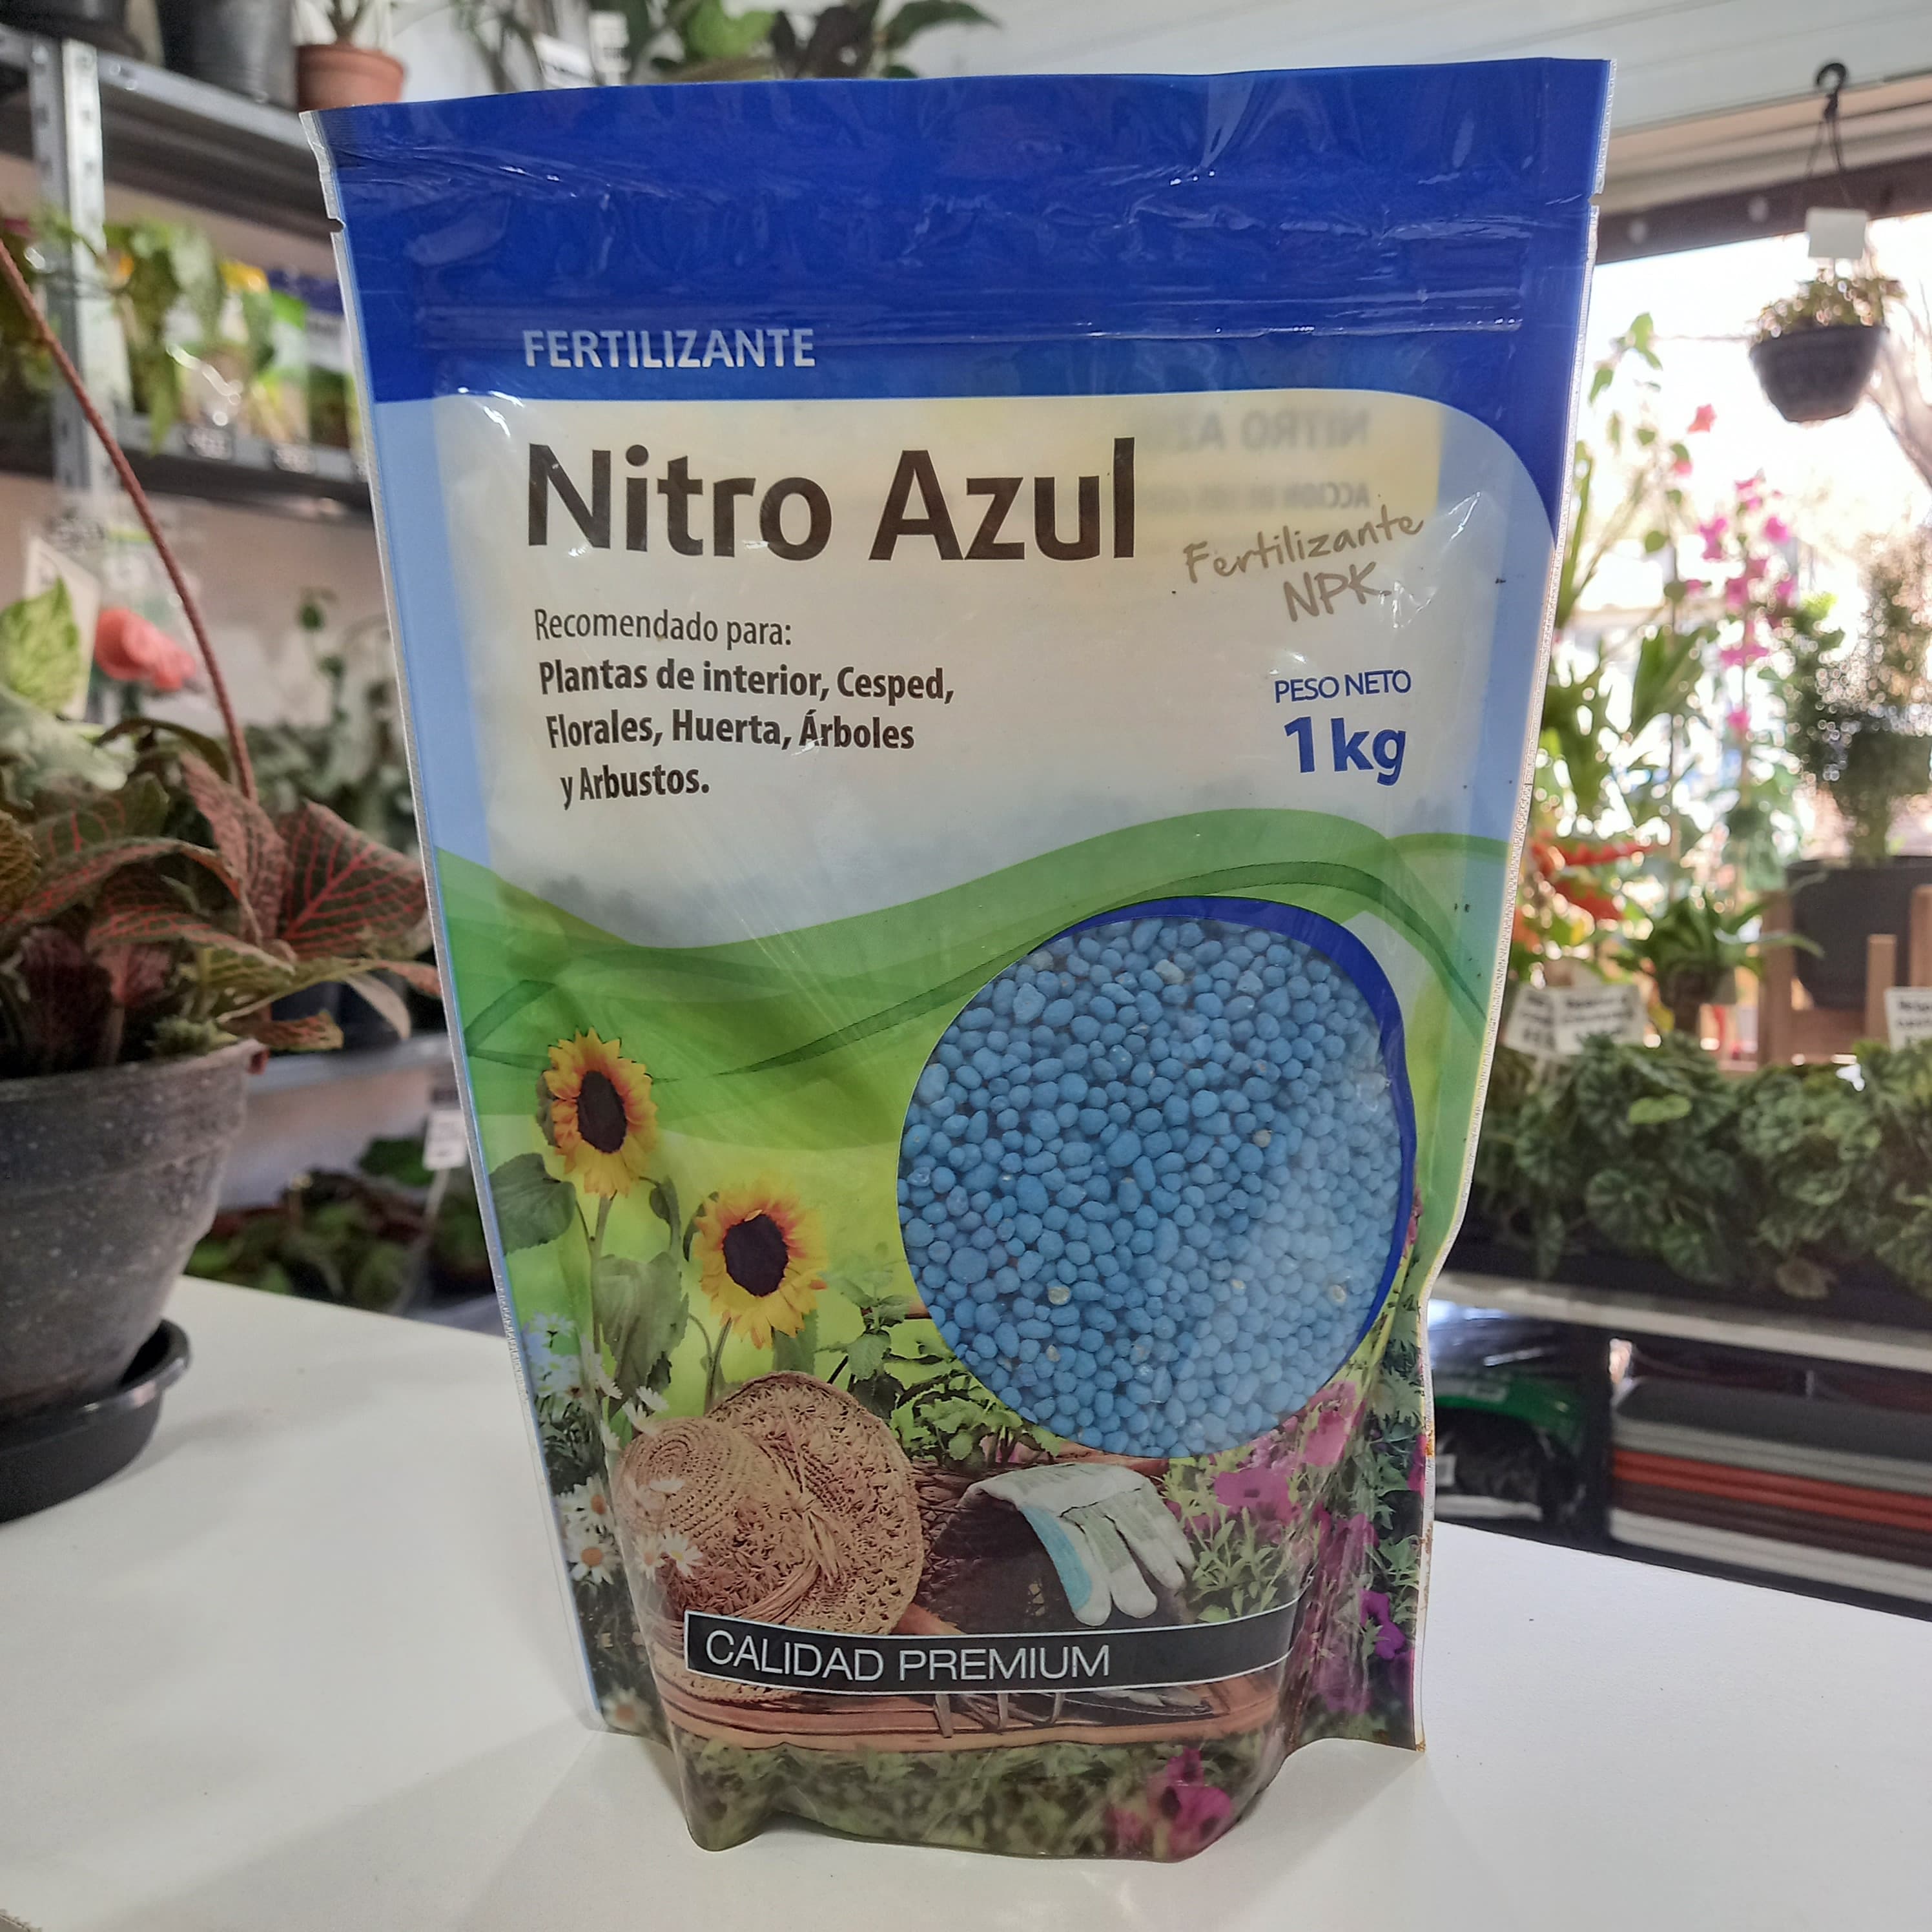 FERTILIZANTE
Nitro Azul
Fertilizante
NPK
Recomendado para:
Plantas de interior, Cesped,
Florales, Huerta, Árboles
y Arbustos.
PESO NETO
1 kg
CALIDAD PREMIUM